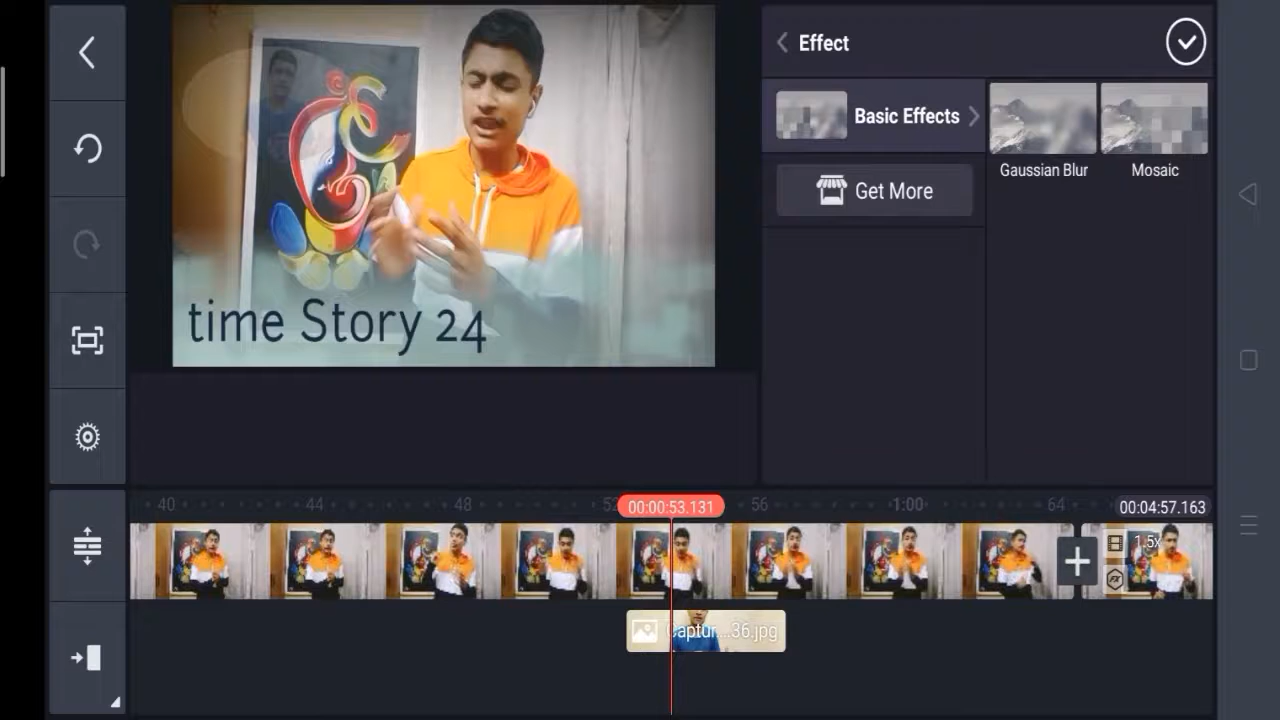 Effect
Basic Effects
Get More
Gaussian Blur
Mosaic
time Story 24
40
44
48
52
00:00:53.131
56
1:00
64
00:04:57.163
1.5x
Captur....36.jpg